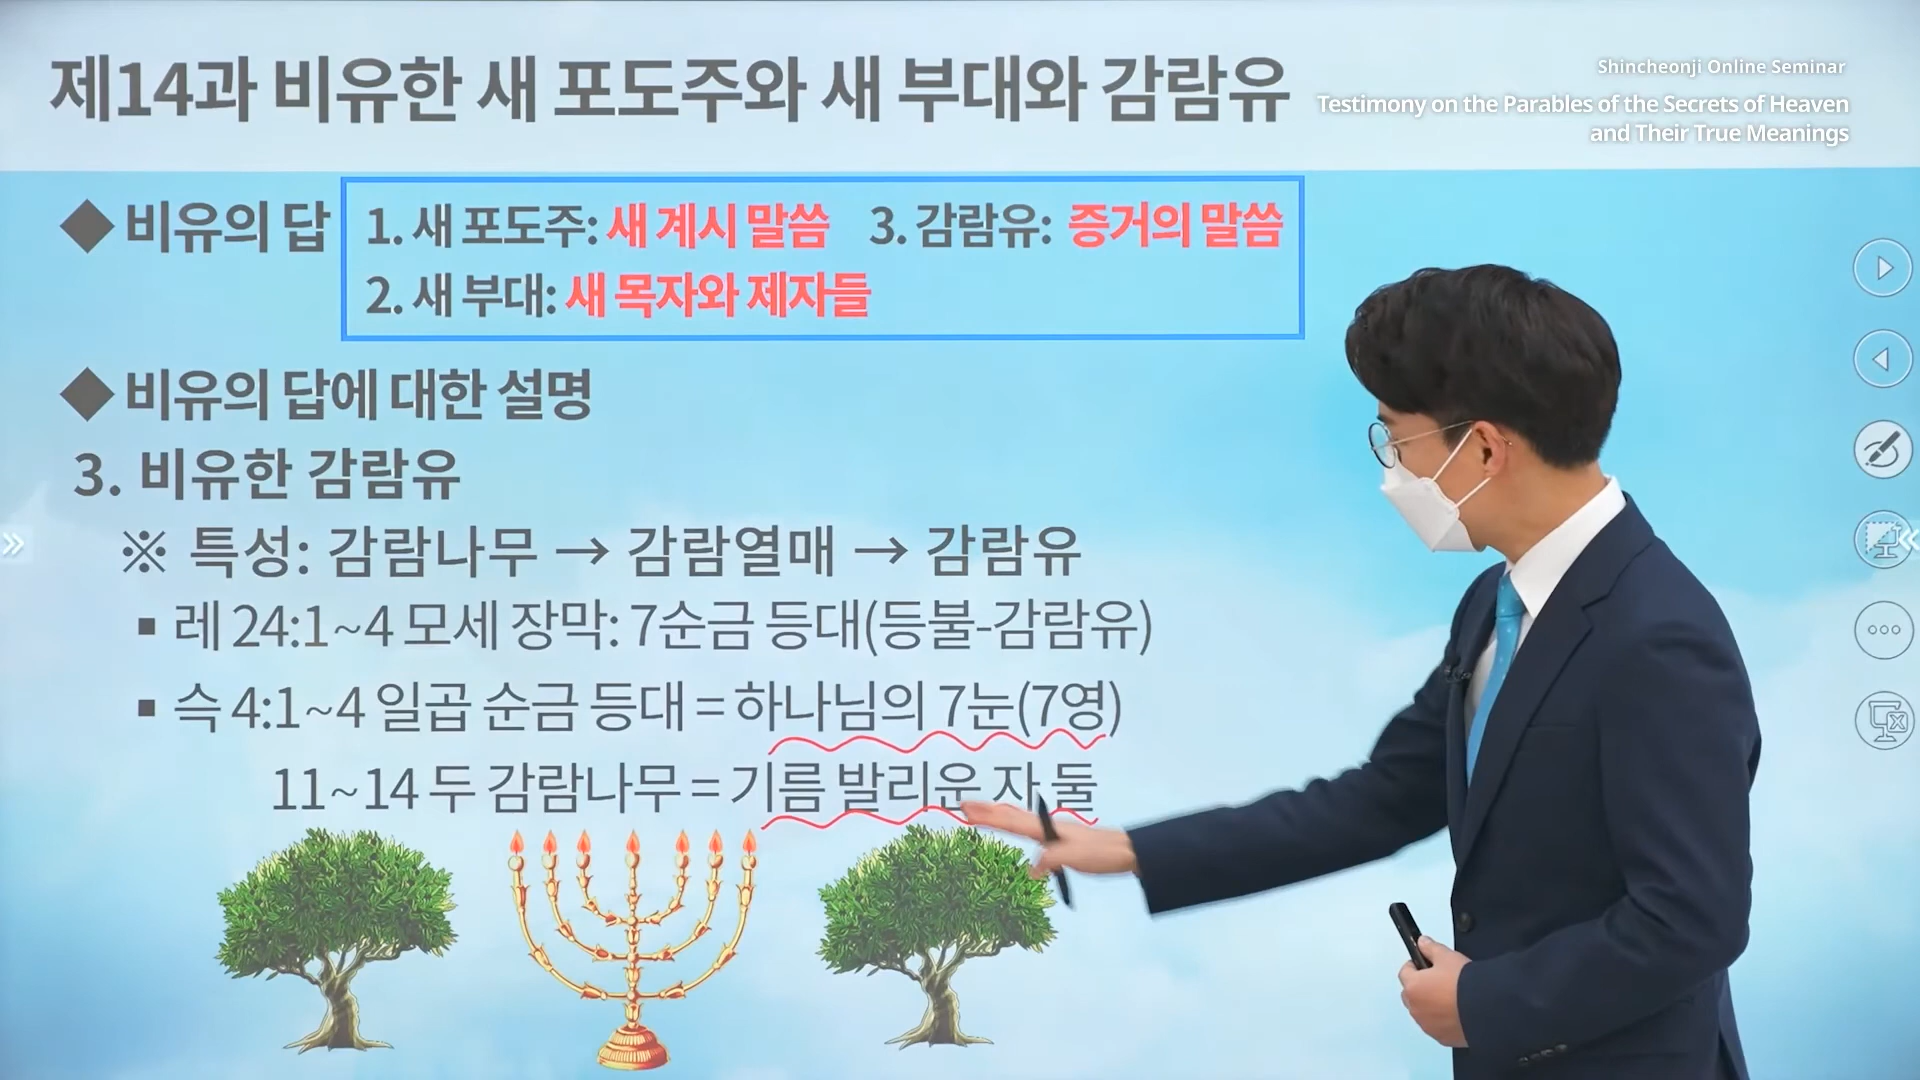 제14과 비유한 새 포도주와 새 부대와 감람유
Shincheonji Online Seminar
Testimony on the Parables of the Secrets of Heaven
and Their True Meanings
◆ 비유의 답
1. 새 포도주: 새 계시 말씀 3. 감람유: 증거의 말씀
2. 새 부대: 새 목자와 제자들
◆ 비유의 답에 대한 설명
3. 비유한 감람유
※ 특성: 감람나무 → 감람열매 → 감람유
▪ 레 24:1~4 모세 장막: 7순금 등대(등불-감람유)
▪ 슥 4:1~4 일곱 순금 등대 = 하나님의 7눈(7영)
11~14 두 감람나무 = 기름 발리운 자 둘